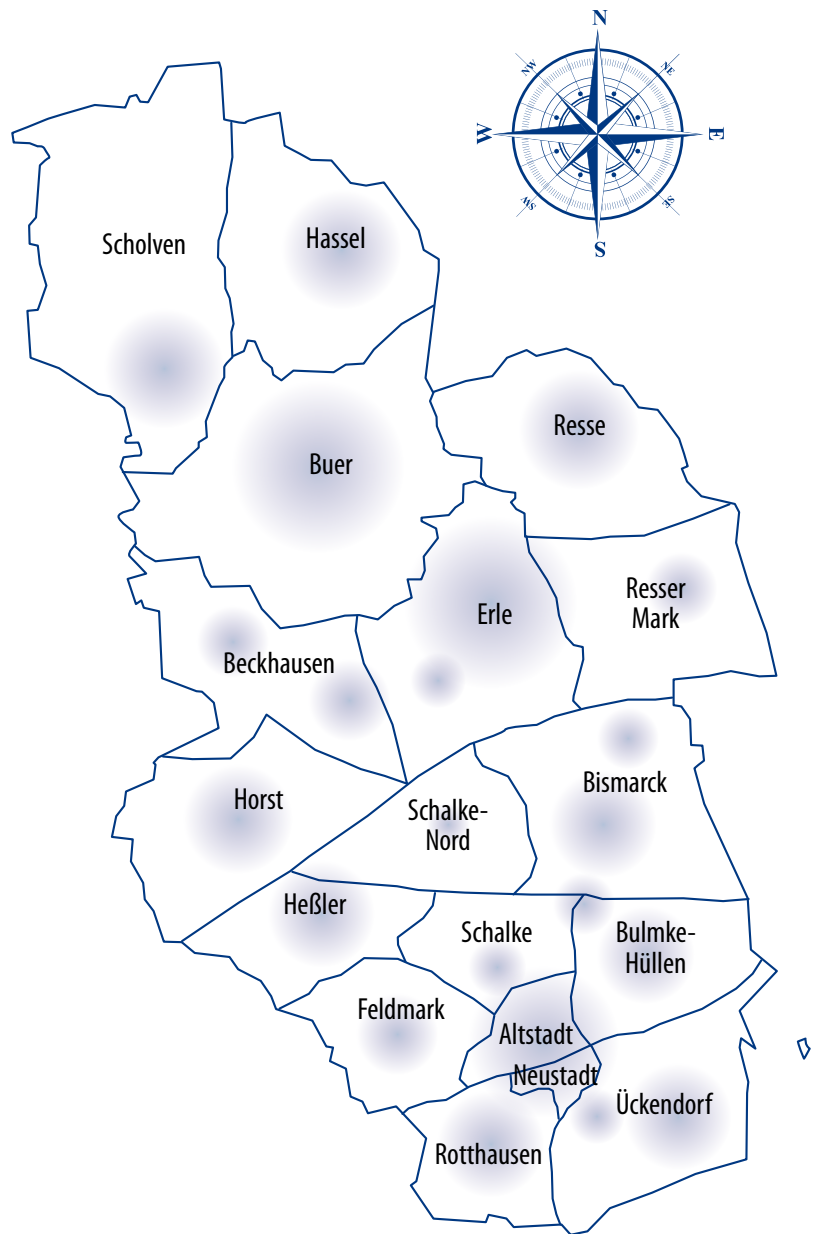 N
NW
NE
W
E
SW
SE
S
Scholven
Hassel
Resse
Buer
Resser
Mark
Erle
Beckhausen
Bismarck
Horst
Schalke-
Nord
Heßler
Schalke
Bulmke-
Hüllen
Feldmark
Altstadt
Neustadt
Ückendorf
Rotthausen